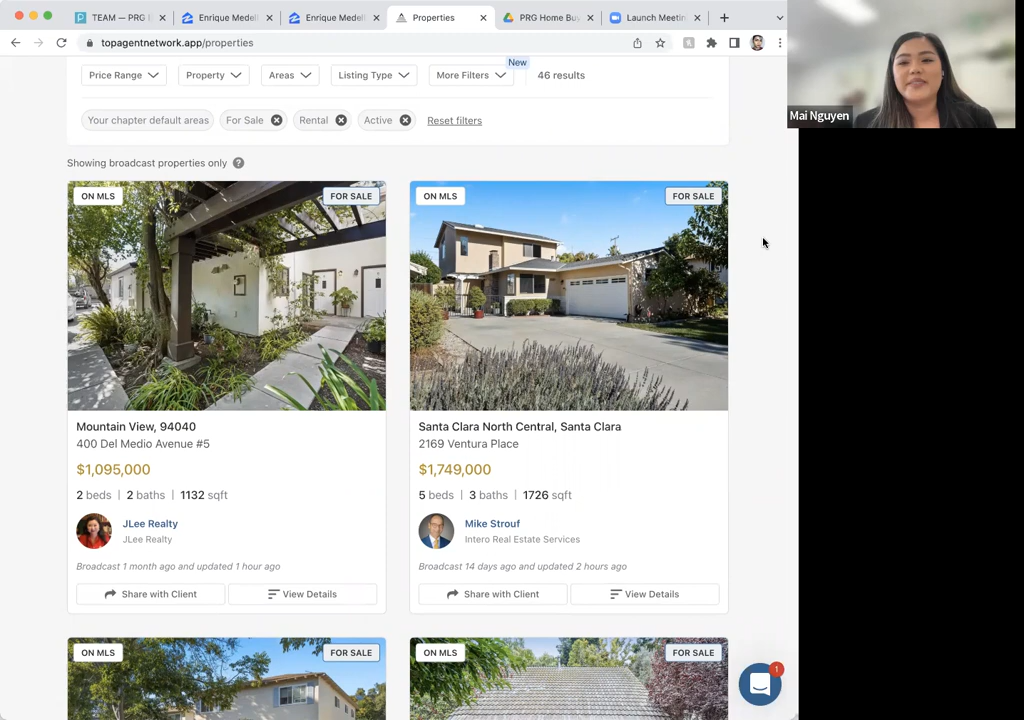 TEAM — PRG
Enrique Medel
Enrique Medel
Properties
PRG Home Bu
Launch Meetin
topagentnetwork.app/properties
New
Price Range
Property
Areas
Listing Type
More Filters
46 results
Your chapter default areas
For Sale
Rental
Active
Reset filters
Showing broadcast properties only ?
ON MLS
FOR SALE
Mountain View, 94040
400 Del Medio Avenue #5
$1,095,000
2 beds | 2 baths | 1132 sqft
JLee Realty
JLee Realty
Broadcast 1 month ago and updated 1 hour ago
Share with Client
View Details
ON MLS
FOR SALE
Santa Clara North Central, Santa Clara
2169 Ventura Place
$1,749,000
5 beds | 3 baths | 1726 sqft
Mike Strouf
Intero Real Estate Services
Broadcast 14 days ago and updated 2 hours ago
Share with Client
View Details
ON MLS
FOR SALE
ON MLS
FOR SALE
1
Mai Nguyen